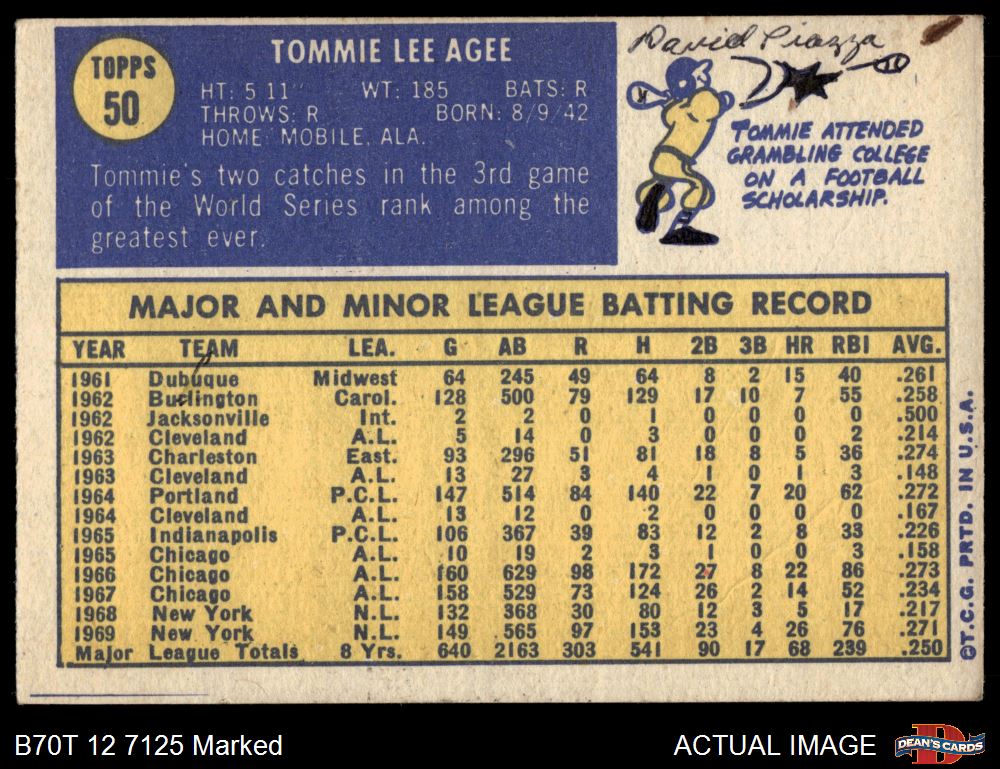 TOPPS
50
TOMMIE LEE AGEE
HT: 5 11" WT: 185 BATS: R
THROWS: R BORN: 8/9/42
HOME: MOBILE, ALA.
Tommie's two catches in the 3rd game
of the World Series rank among the
greatest ever.
David Piazza
TOMMIE ATTENDED
GRAMBLING COLLEGE
ON A FOOTBALL
SCHOLARSHIP.
MAJOR AND MINOR LEAGUE BATTING RECORD
YEAR TEAM LEA. G AB R H 2B 3B HR RBI AVG.
1961 Dubuque Midwest 64 245 49 64 8 2 15 40 .261
1962 Burlington Carol. 128 500 79 129 17 10 7 55 .258
1962 Jacksonville Int. 2 2 0 1 0 0 0 0 .500
1962 Cleveland A.L. 5 14 0 3 0 0 0 2 .214
1963 Charleston East. 93 296 51 81 18 8 5 36 .274
1963 Cleveland A.L. 13 27 3 4 1 0 1 3 .148
1964 Portland P.C.L. 147 514 84 140 22 7 20 62 .272
1964 Cleveland A.L. 13 12 0 2 0 0 0 0 .167
1965 Indianapolis P.C.L. 106 367 39 83 12 2 8 33 .226
1965 Chicago A.L. 10 19 2 3 1 0 0 3 .158
1966 Chicago A.L. 160 629 98 172 27 8 22 86 .273
1967 Chicago A.L. 158 529 73 124 26 2 14 52 .234
1968 New York N.L. 132 368 30 80 12 3 5 17 .217
1969 New York N.L. 149 565 97 153 23 4 26 76 .271
Major League Totals 8 Yrs. 640 2163 303 541 90 17 68 239 .250
©T.C.G. PRTD. IN U.S.A.
B70T 12 7125 Marked
ACTUAL IMAGE
D
DEAN'S CARDS